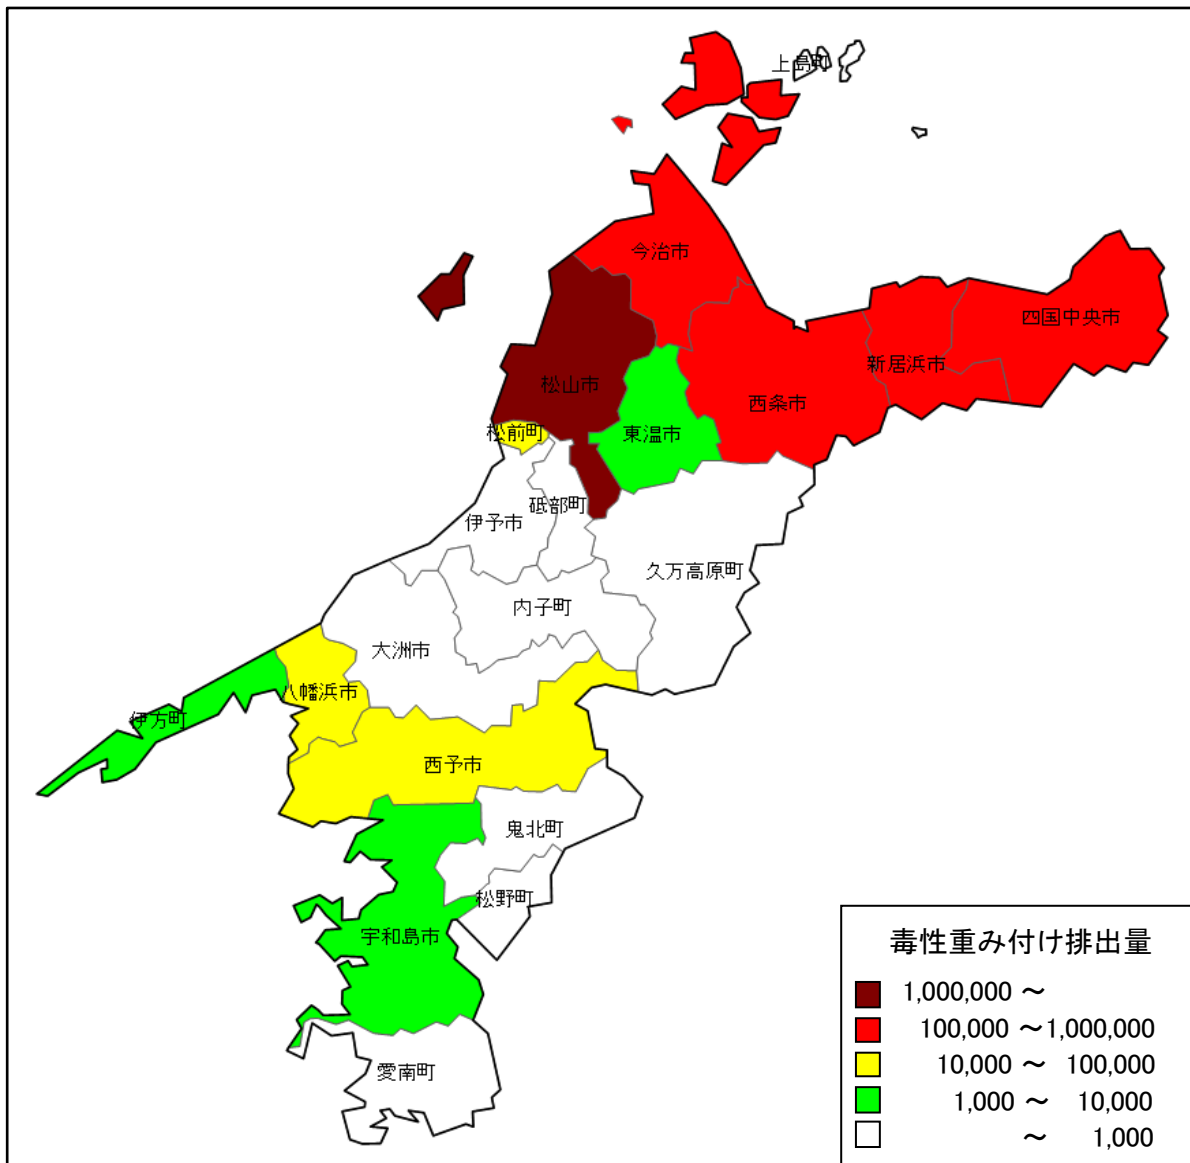 上島町
今治市
四国中央市
新居浜市
松山市
西条市
松前町
東温市
砥部町
伊予市
久万高原町
内子町
大洲市
八幡浜市
伊方町
西予市
鬼北町
松野町
宇和島市
愛南町
毒性重み付け排出量
1,000,000 ～
100,000 ～1,000,000
10,000 ～ 100,000
1,000 ～ 10,000
～ 1,000